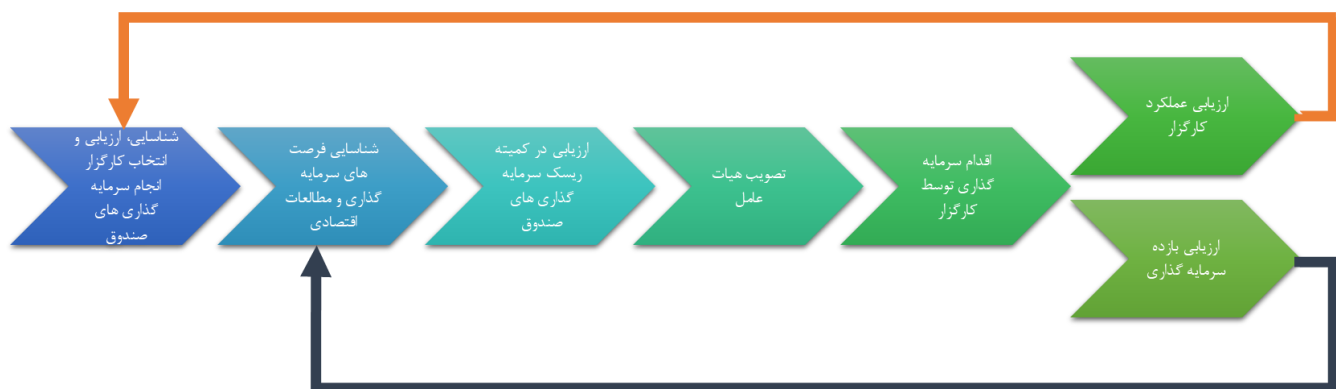 شناسایی، ارزیابی و
انتخاب کارگزار
انجام سرمایه
گذاری های
صندوق
شناسایی فرصت
های سرمایه
گذاری و مطالعات
اقتصادی
ارزیابی در کمیته
ریسک سرمایه
گذاری های
صندوق
تصویب هیات
عامل
اقدام سرمایه
گذاری توسط
کارگزار
ارزیابی عملکرد
کارگزار
ارزیابی بازده
سرمایه گذاری